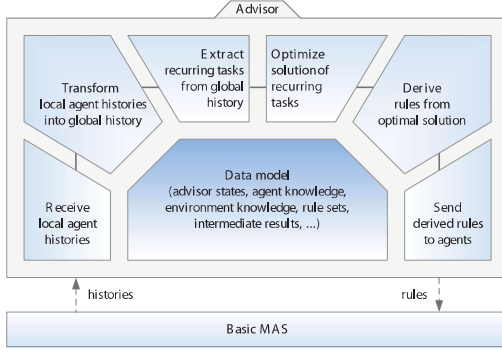 Advisor
Extract
recurring tasks
from global
history
Optimize
solution of
recurring
tasks
Transform
local agent histories
into global history
Derive
rules from
optimal solution
Data model
(advisor states, agent knowledge,
environment knowledge, rule sets,
intermediate results, ...)
Receive
local agent
histories
Send
derived rules
to agents
histories
rules
Basic MAS